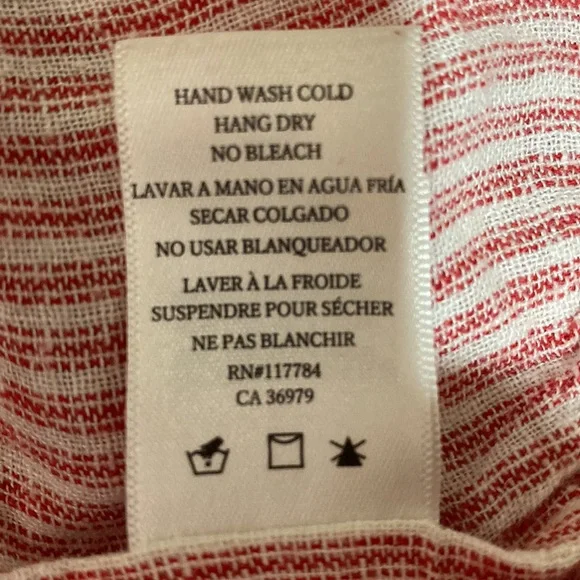 HAND WASH COLD
HANG DRY
NO BLEACH
LAVAR A MANO EN AGUA FRÍA
SECAR COLGADO
NO USAR BLANQUEADOR
LAVER À LA FROIDE
SUSPENDRE POUR SÉCHER
NE PAS BLANCHIR
RN#117784
CA 36979